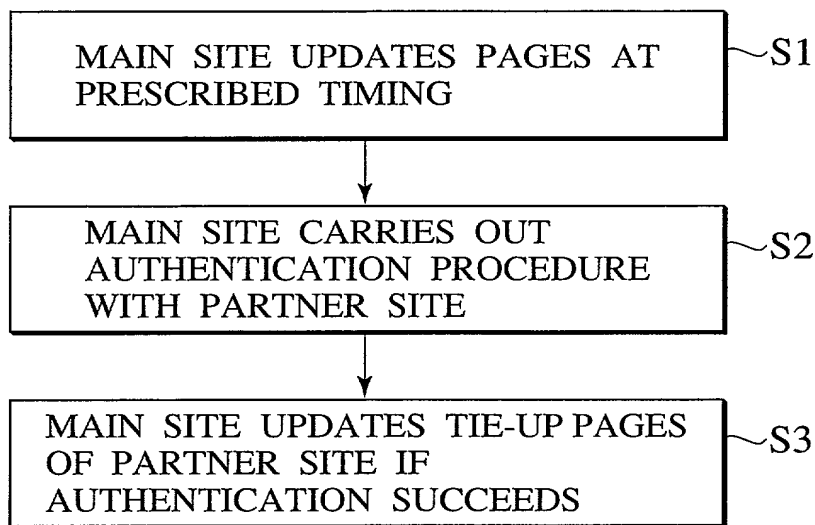 MAIN SITE UPDATES PAGES AT
PRESCRIBED TIMING
S1
MAIN SITE CARRIES OUT
AUTHENTICATION PROCEDURE
WITH PARTNER SITE
S2
MAIN SITE UPDATES TIE-UP PAGES
OF PARTNER SITE IF
AUTHENTICATION SUCCEEDS
S3